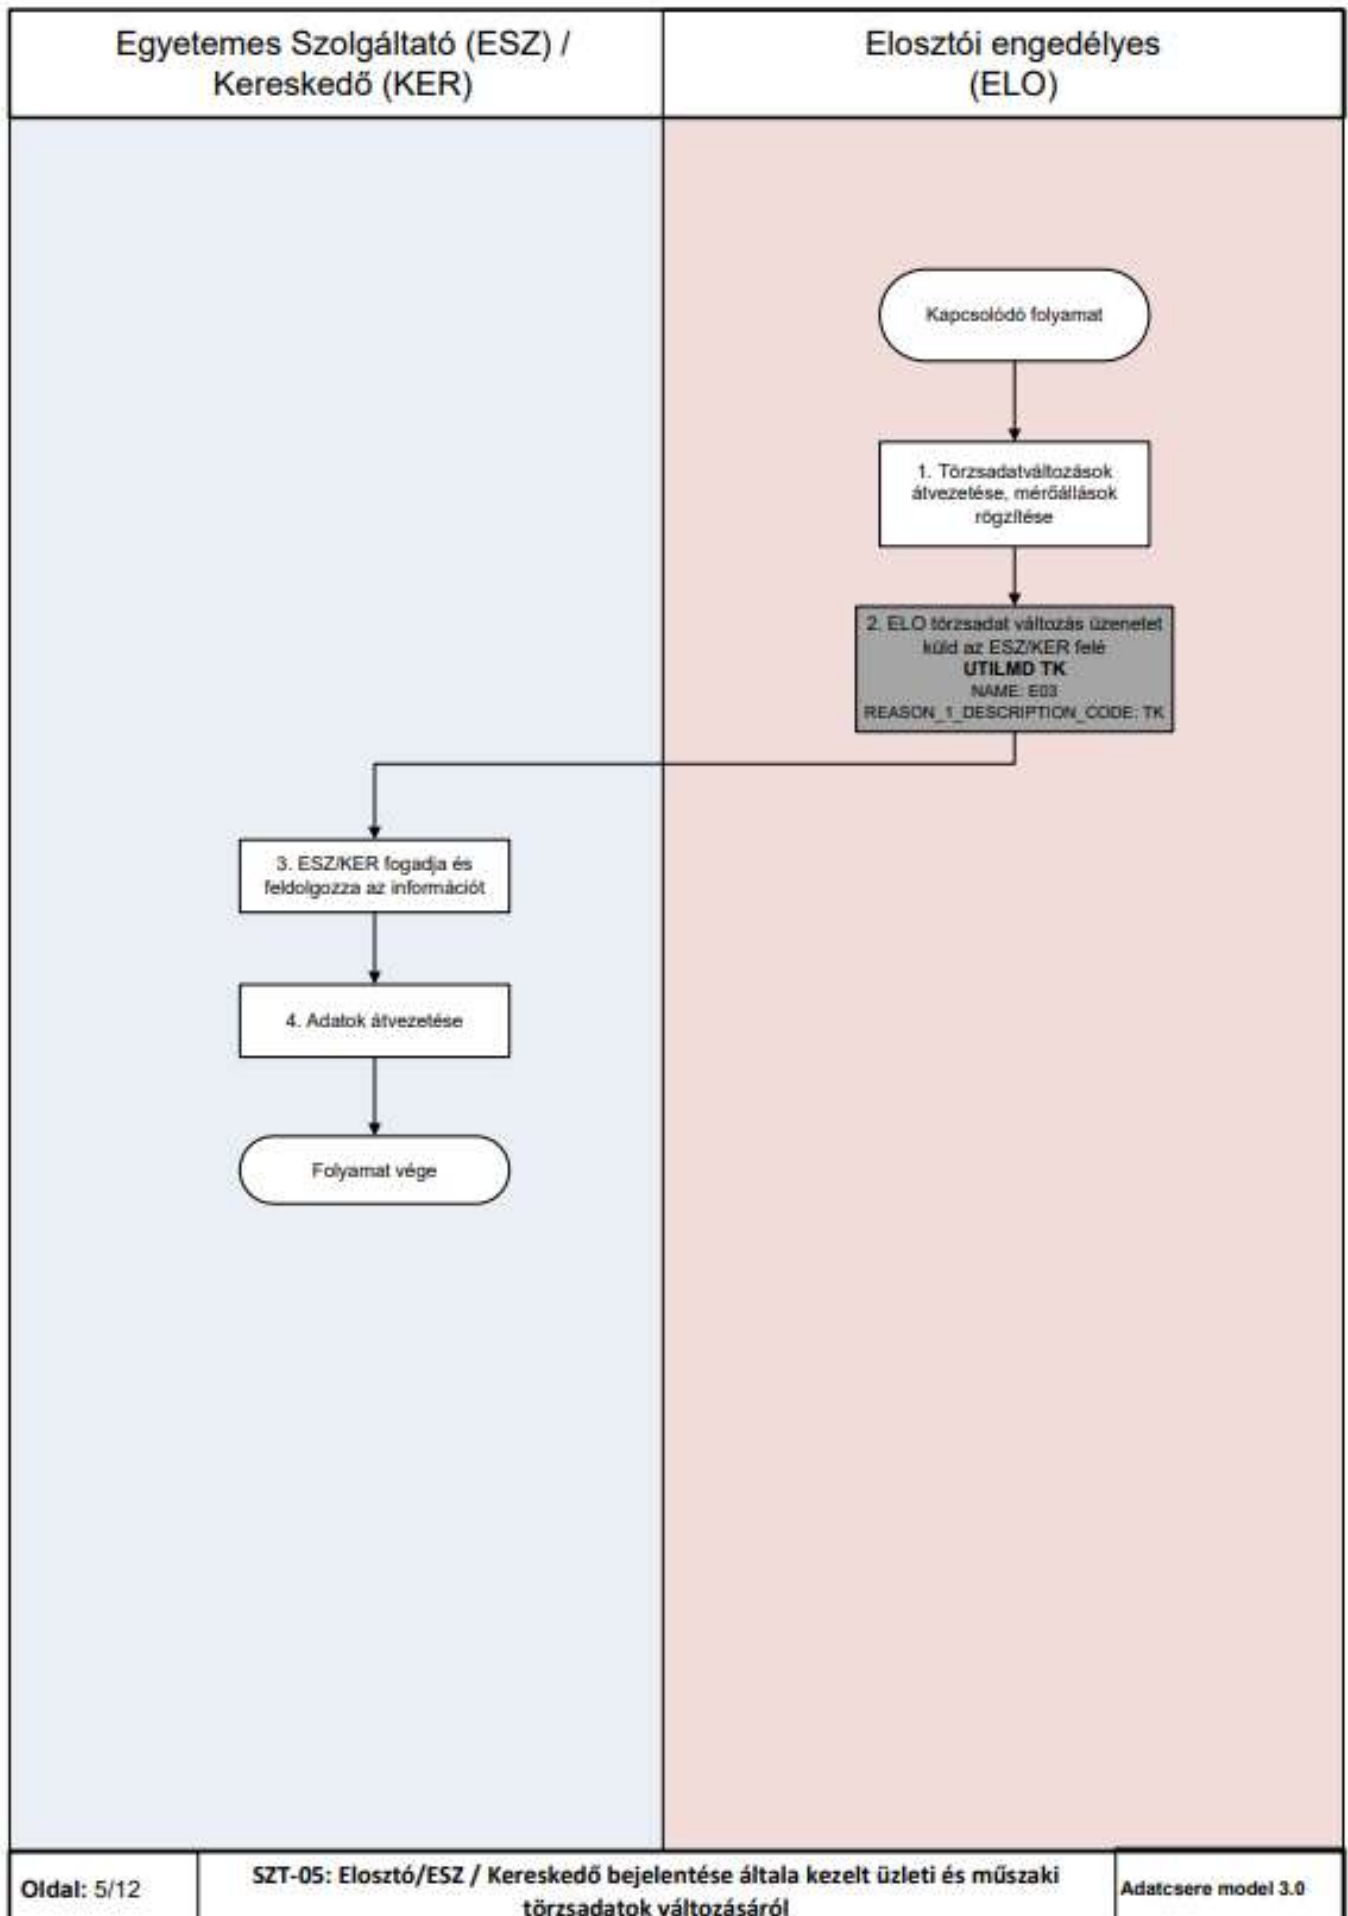 Egyetemes Szolgáltató (ESZ) /
Kereskedő (KER)
Elosztói engedélyes
(ELO)
Kapcsolódó folyamat
1. Törzsadatváltozások
átvezetése, mérőállások
rögzítése
2. ELO törzsadat változás üzenetet
küld az ESZ/KER felé
UTILMD TK
NAME: E03
REASON_1_DESCRIPTION_CODE: TK
3. ESZ/KER fogadja és
feldolgozza az információt
4. Adatok átvezetése
Folyamat vége
Oldal: 5/12
SZT-05: Elosztó/ESZ / Kereskedő bejelentése általa kezelt üzleti és műszaki
törzsadatok változásáról
Adatcsere model 3.0